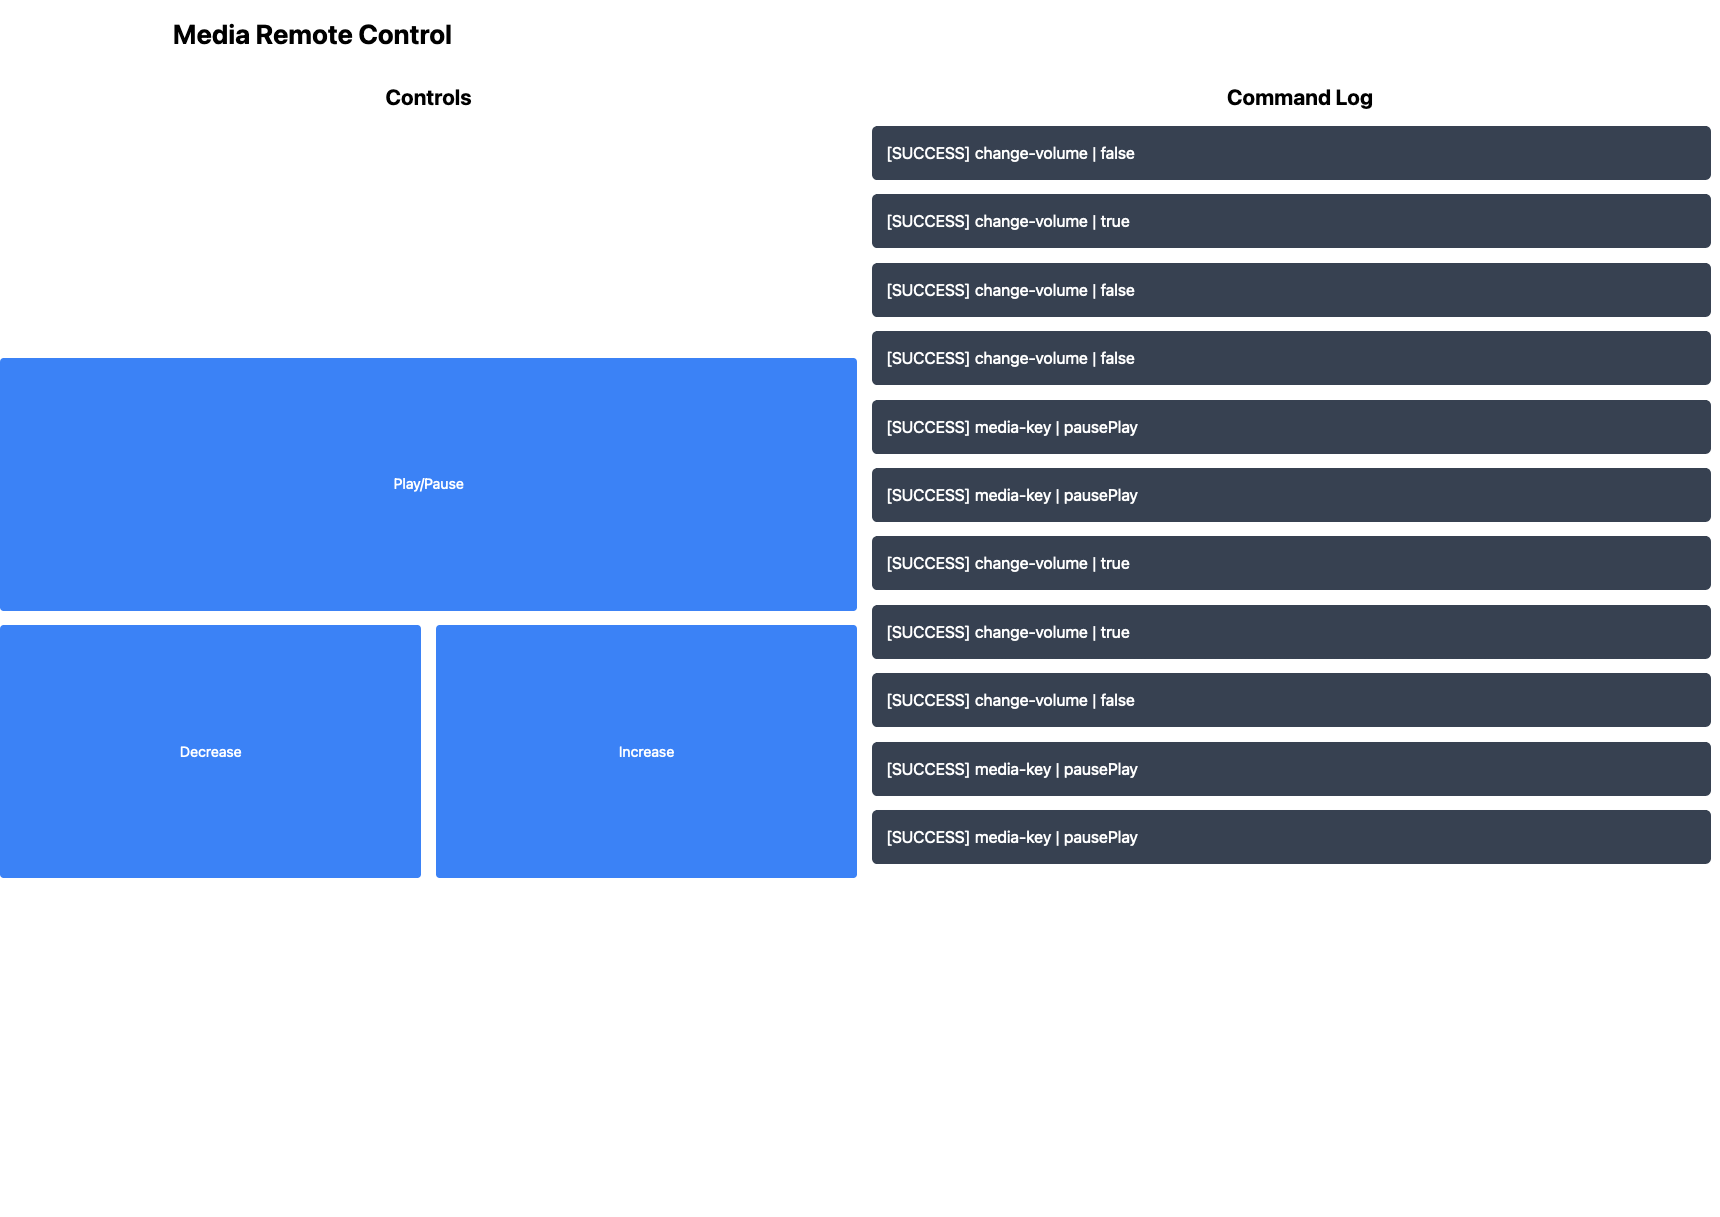 Media Remote Control
Controls
Play/Pause
Decrease
Increase
Command Log
[SUCCESS] change-volume | false
[SUCCESS] change-volume | true
[SUCCESS] change-volume | false
[SUCCESS] change-volume | false
[SUCCESS] media-key | pausePlay
[SUCCESS] media-key | pausePlay
[SUCCESS] change-volume | true
[SUCCESS] change-volume | true
[SUCCESS] change-volume | false
[SUCCESS] media-key | pausePlay
[SUCCESS] media-key | pausePlay